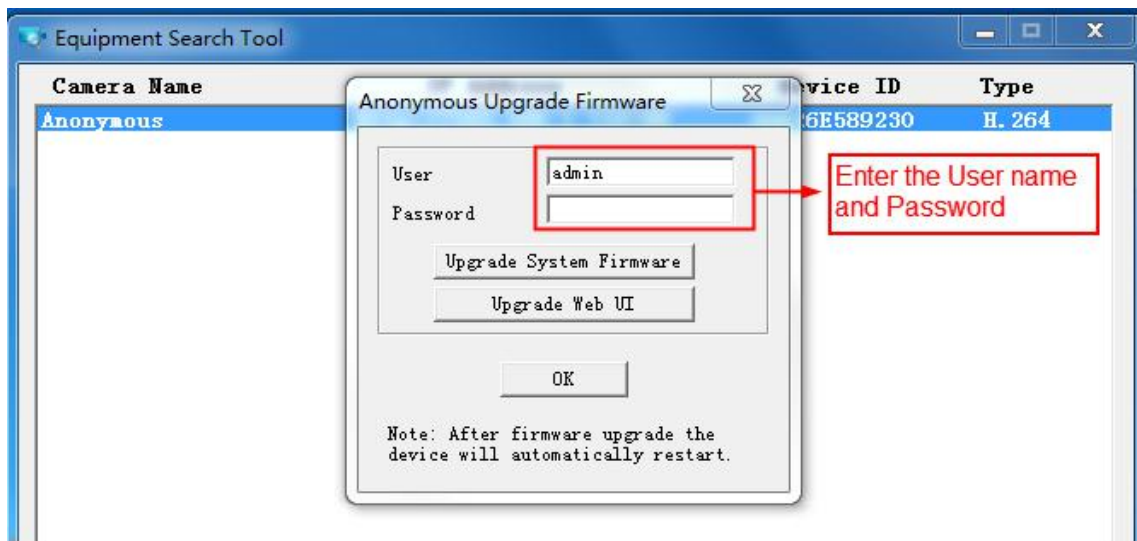 Equipment Search Tool
Camera Name Device ID Type
Anonymous 6E589230 H.264
Anonymous Upgrade Firmware
User admin
Password
Enter the User name
and Password
Upgrade System Firmware
Upgrade Web UI
OK
Note: After firmware upgrade the
device will automatically restart.